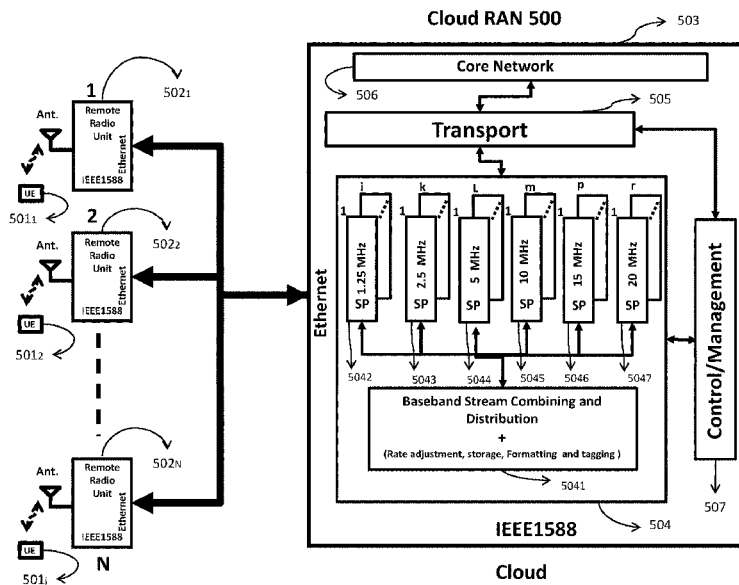 Cloud RAN 500
503
Core Network
506
505
Transport
1
5021
Ant.
Remote
Radio
Unit
Ethernet
IEEE1588
UE
5011
2
5022
Ant.
Remote
Radio
Unit
Ethernet
IEEE1588
UE
5012
502N
Ant.
Remote
Radio
Unit
Ethernet
IEEE1588
UE
501i
N
Ethernet
j k L m p r
1 1 1 1 1 1
1.25 MHz
2.5 MHz
5 MHz
10 MHz
15 MHz
20 MHz
SP SP SP SP SP SP
5042 5043 5044 5045 5046 5047
Baseband Stream Combining and
Distribution
+
(Rate adjustment, storage, Formatting and tagging )
5041
504
Control/Management
507
IEEE1588
Cloud